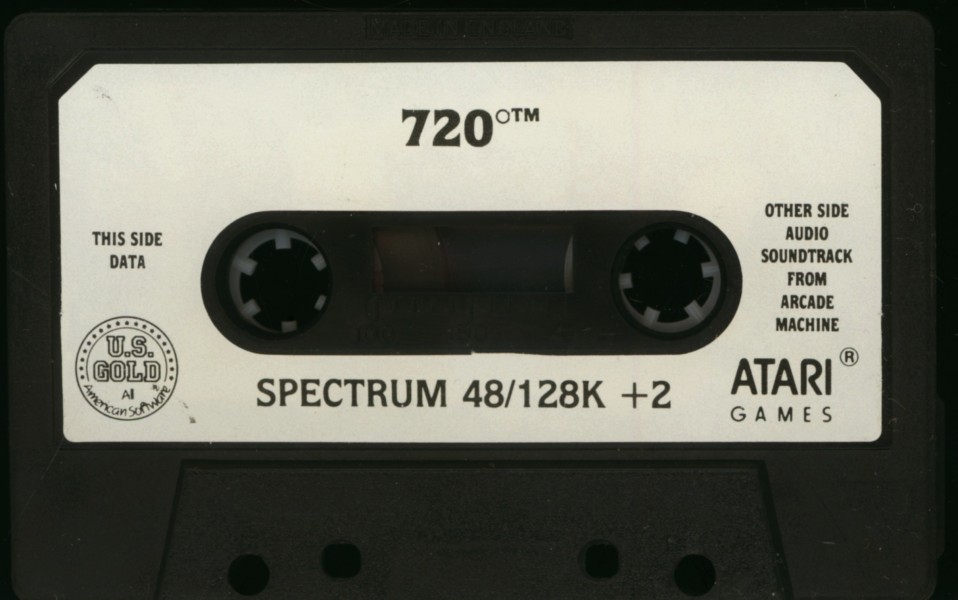 720°™
THIS SIDE
DATA
OTHER SIDE
AUDIO
SOUNDTRACK
FROM
ARCADE
MACHINE
U.S.
GOLD
All
American Software
SPECTRUM 48/128K +2
ATARI®
GAMES